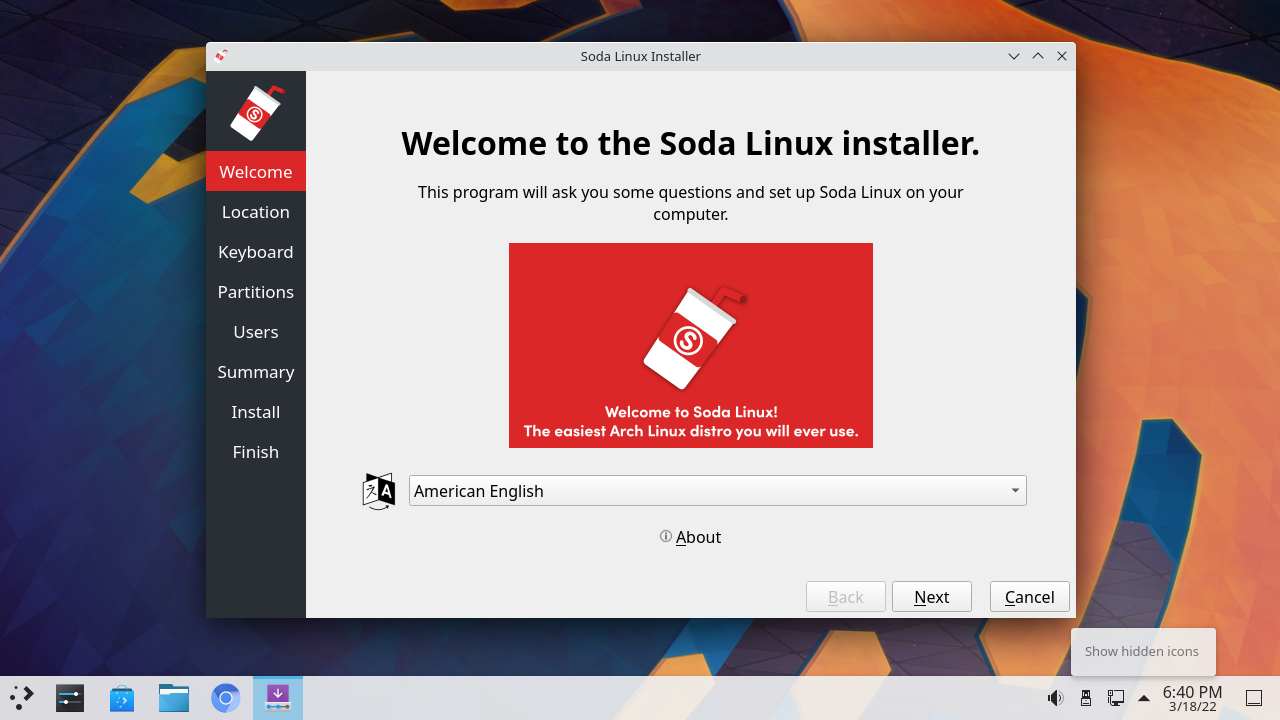 Soda Linux Installer
Welcome
Location
Keyboard
Partitions
Users
Summary
Install
Finish
Welcome to the Soda Linux installer.
This program will ask you some questions and set up Soda Linux on your
computer.
S
Welcome to Soda Linux!
The easiest Arch Linux distro you will ever use.
American English
About
Back
Next
Cancel
Show hidden icons
6:40 PM
3/18/22